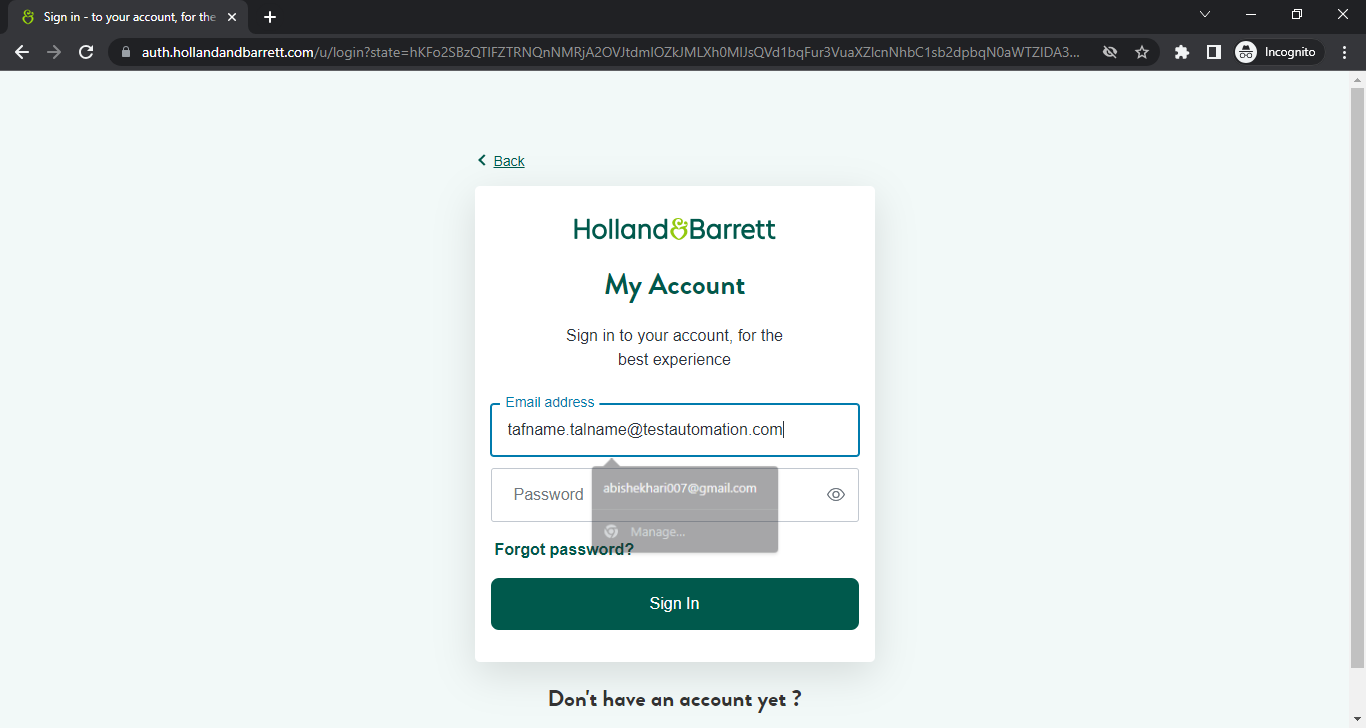 Sign in - to your account, for the
auth.hollandandbarrett.com/u/login?state=hKFo2SBzQTlFZTRNQnNMRjA2OVJtdmlOZkJMLXh0MlJsQVd1bqFur3VuaXZlcnNhbC1sb2dpbqN0aWTZIDA3...
Incognito
Back
Holland&Barrett
My Account
Sign in to your account, for the
best experience
Email address
tafname.talname@testautomation.com
Password
abishekhari007@gmail.com
Manage...
Forgot password?
Sign In
Don't have an account yet ?